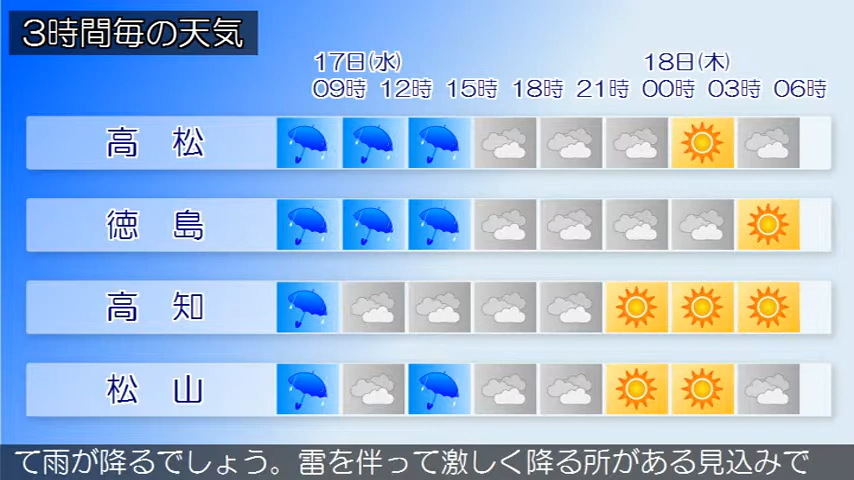 3時間毎の天気
17日(水) 18日(木)
09時 12時 15時 18時 21時 00時 03時 06時
高松
徳島
高知
松山
て雨が降るでしょう。雷を伴って激しく降る所がある見込みで